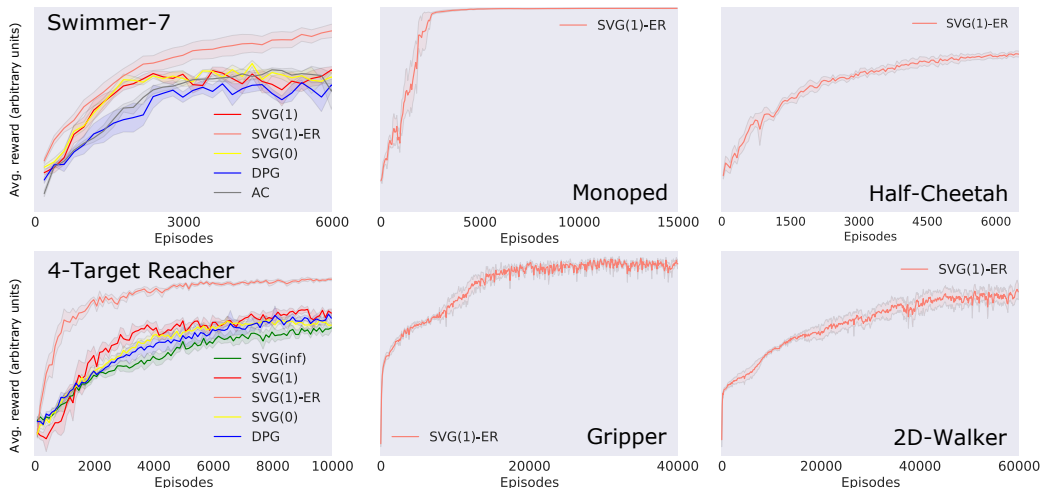 Swimmer-7
Avg. reward (arbitrary units)
SVG(1)
SVG(1)-ER
SVG(0)
DPG
AC
0 3000 6000
Episodes
SVG(1)-ER
Monoped
0 5000 10000 15000
Episodes
SVG(1)-ER
Half-Cheetah
0 1500 3000 4500 6000
Episodes
4-Target Reacher
Avg. reward (arbitrary units)
SVG(inf)
SVG(1)
SVG(1)-ER
SVG(0)
DPG
0 2000 4000 6000 8000 10000
Episodes
SVG(1)-ER
Gripper
0 20000 40000
Episodes
SVG(1)-ER
2D-Walker
0 20000 40000 60000
Episodes